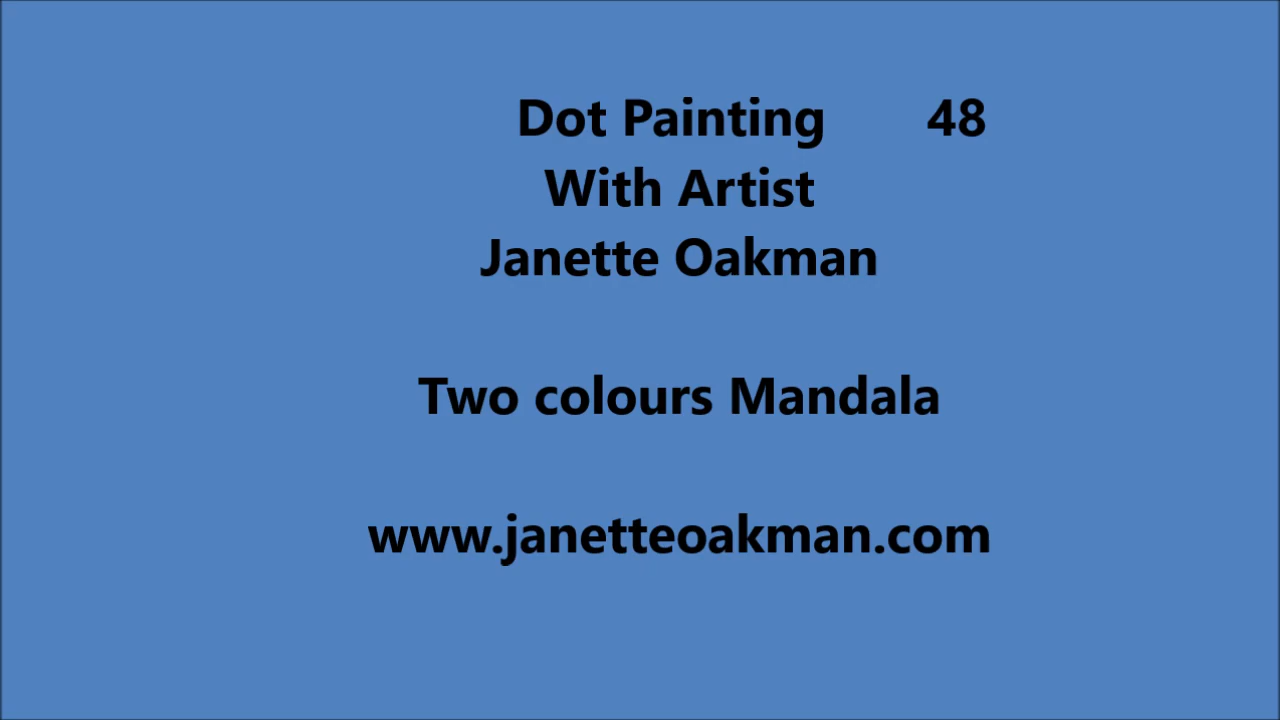 Dot Painting 48
With Artist
Janette Oakman
Two colours Mandala
www.janetteoakman.com